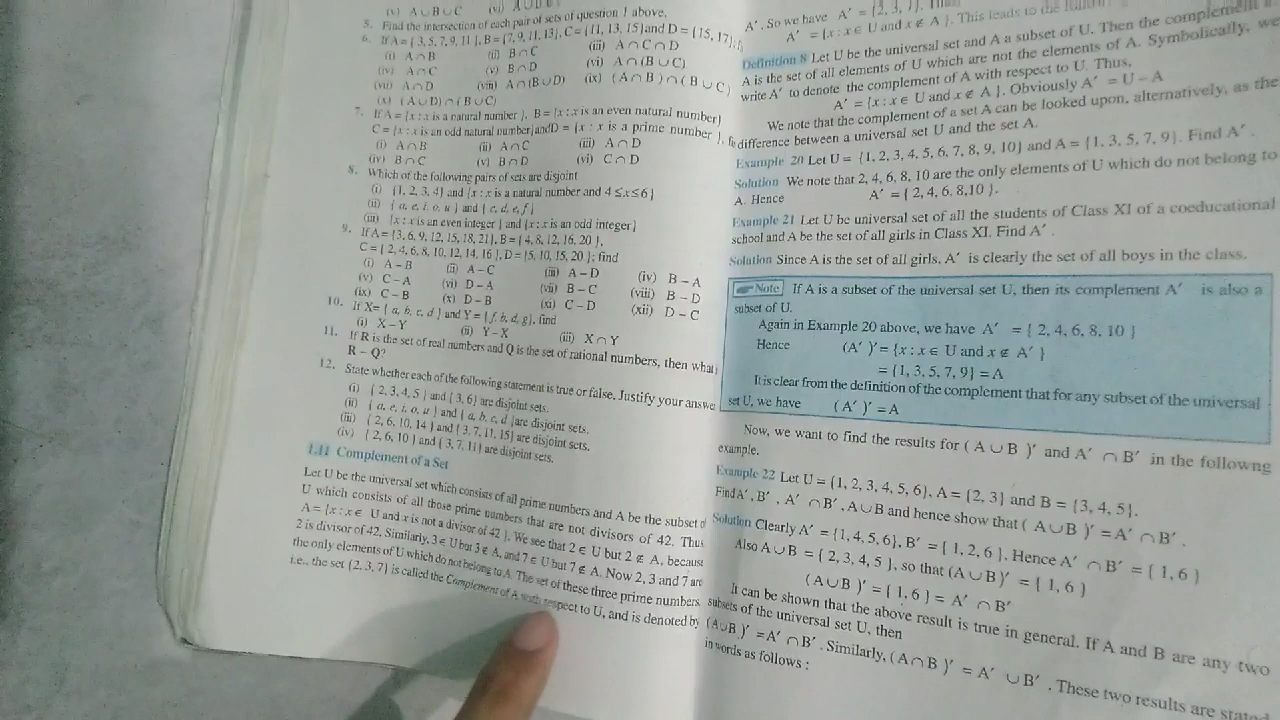 (v) A ∪ B ∪ C
5. Find the intersection of each pair of sets of question 1 above.
6. If A = { 3, 5, 7, 9, 11 }, B = {7, 9, 11, 13}, C = {11, 13, 15} and D = {15, 17};
(i) A ∩ B (ii) B ∩ C (iii) A ∩ C ∩ D
(iv) A ∩ C (v) B ∩ D (vi) A ∩ (B ∪ C)
(vii) A ∩ D (viii) A ∩ (B ∪ D) (ix) ( A ∩ B ) ∩ ( B ∪ C )
(x) ( A ∪ D) ∩ ( B ∪ C)
7. If A = {x : x is a natural number }, B = {x : x is an even natural number}
C = {x : x is an odd natural number} and D = {x : x is a prime number },
(i) A ∩ B (ii) A ∩ C (iii) A ∩ D
(iv) B ∩ C (v) B ∩ D (vi) C ∩ D
8. Which of the following pairs of sets are disjoint
(i) {1, 2, 3, 4} and {x : x is a natural number and 4 ≤ x ≤ 6}
(ii) { a, e, i, o, u } and { c, d, e, f }
(iii) {x : x is an even integer } and {x : x is an odd integer}
9. If A = {3, 6, 9, 12, 15, 18, 21}, B = { 4, 8, 12, 16, 20 },
C = { 2, 4, 6, 8, 10, 12, 14, 16 }, D = {5, 10, 15, 20 }; find
(i) A – B (ii) A – C (iii) A – D (iv) B – A
(v) C – A (vi) D – A (vii) B – C (viii) B – D
(ix) C – B (x) D – B (xi) C – D (xii) D – C
10. If X = { a, b, c, d } and Y = { f, b, d, g}, find
(i) X – Y (ii) Y – X (iii) X ∩ Y
11. If R is the set of real numbers and Q is the set of rational numbers, then what
R – Q?
12. State whether each of the following statement is true or false. Justify your answe
(i) { 2, 3, 4, 5 } and { 3, 6} are disjoint sets.
(ii) { a, e, i, o, u } and { a, b, c, d }are disjoint sets.
(iii) { 2, 6, 10, 14 } and { 3, 7, 11, 15} are disjoint sets.
(iv) { 2, 6, 10 } and { 3, 7, 11} are disjoint sets.
1.11 Complement of a Set
Let U be the universal set which consists of all prime numbers and A be the subset of
U which consists of all those prime numbers that are not divisors of 42. Thus
A = {x : x ∈ U and x is not a divisor of 42 }. We see that 2 ∈ U but 2 ∉ A, because
2 is divisor of 42. Similarly, 3 ∈ U but 3 ∉ A, and 7 ∈ U but 7 ∉ A. Now 2, 3 and 7 are
the only elements of U which do not belong to A. The set of these three prime numbers
i.e., the set {2, 3, 7} is called the Complement of A with respect to U, and is denoted by
A′. So we have A′ = {2, 3, 7}.
A′ = {x : x ∈ U and x ∉ A }. This leads to the
Definition 8 Let U be the universal set and A a subset of U. Then the complement
A is the set of all elements of U which are not the elements of A. Symbolically, we
write A′ to denote the complement of A with respect to U. Thus,
A′ = {x : x ∈ U and x ∉ A }. Obviously A′ = U – A
We note that the complement of a set A can be looked upon, alternatively, as the
difference between a universal set U and the set A.
Example 20 Let U = {1, 2, 3, 4, 5, 6, 7, 8, 9, 10} and A = {1, 3, 5, 7, 9}. Find A′.
Solution We note that 2, 4, 6, 8, 10 are the only elements of U which do not belong to
A. Hence A′ = { 2, 4, 6, 8,10 }.
Example 21 Let U be universal set of all the students of Class XI of a coeducational
school and A be the set of all girls in Class XI. Find A′.
Solution Since A is the set of all girls, A′ is clearly the set of all boys in the class.
Note If A is a subset of the universal set U, then its complement A′ is also a
subset of U.
Again in Example 20 above, we have A′ = { 2, 4, 6, 8, 10 }
Hence (A′ )′ = {x : x ∈ U and x ∉ A′ }
= {1, 3, 5, 7, 9} = A
It is clear from the definition of the complement that for any subset of the universal
set U, we have (A′ )′ = A
Now, we want to find the results for ( A ∪ B )′ and A′ ∩ B′ in the followng
example.
Example 22 Let U = {1, 2, 3, 4, 5, 6}, A = {2, 3} and B = {3, 4, 5}.
Find A′, B′ , A′ ∩ B′, A ∪ B and hence show that ( A ∪ B )′ = A′ ∩ B′.
Solution Clearly A′ = {1, 4, 5, 6}, B′ = { 1, 2, 6 }. Hence A′ ∩ B′ = { 1, 6 }
Also A ∪ B = { 2, 3, 4, 5 }, so that (A ∪ B )′ = { 1, 6 }
(A ∪ B )′ = { 1, 6 } = A′ ∩ B′
It can be shown that the above result is true in general. If A and B are any two
subsets of the universal set U, then
(A ∪ B )′ = A′ ∩ B′. Similarly, ( A ∩ B )′ = A′ ∪ B′ . These two results are stated
in words as follows :